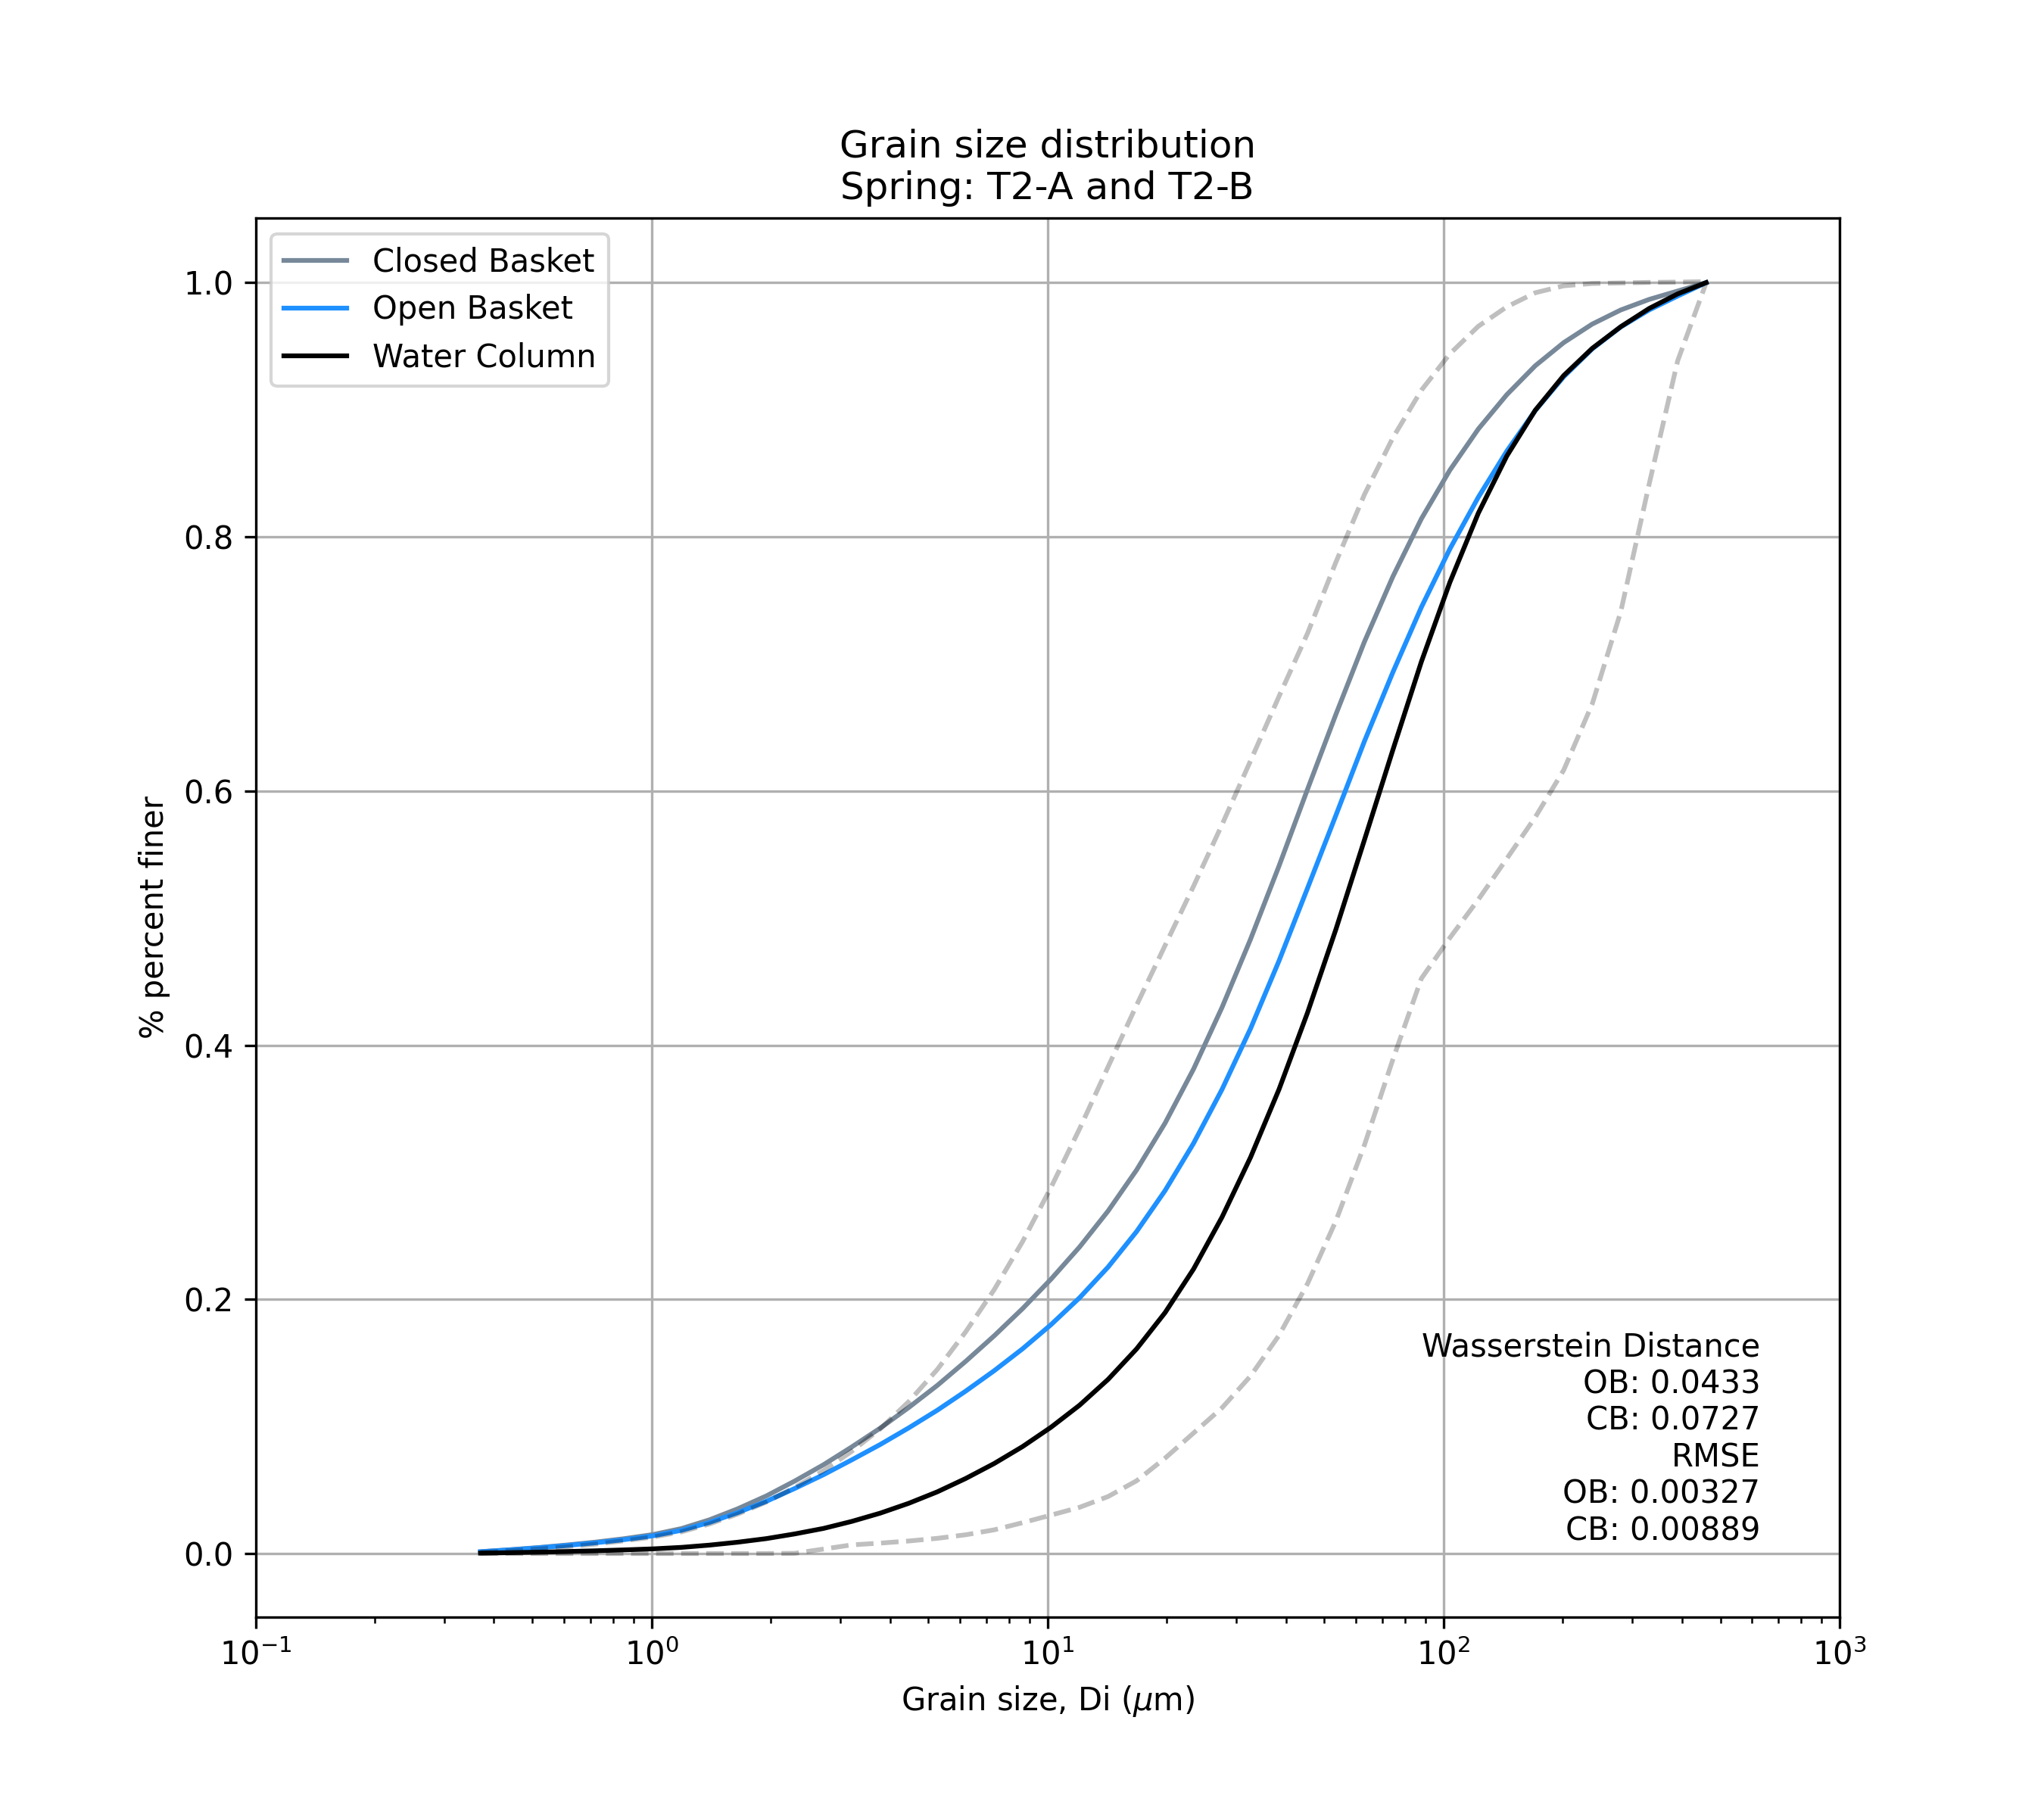 Grain size distribution
Spring: T2-A and T2-B
Closed Basket
Open Basket
Water Column
1.0
0.8
0.6
0.4
0.2
0.0
% percent finer
Wasserstein Distance
OB: 0.0433
CB: 0.0727
RMSE
OB: 0.00327
CB: 0.00889
10⁻¹ 10⁰ 10¹ 10² 10³
Grain size, Di (μm)